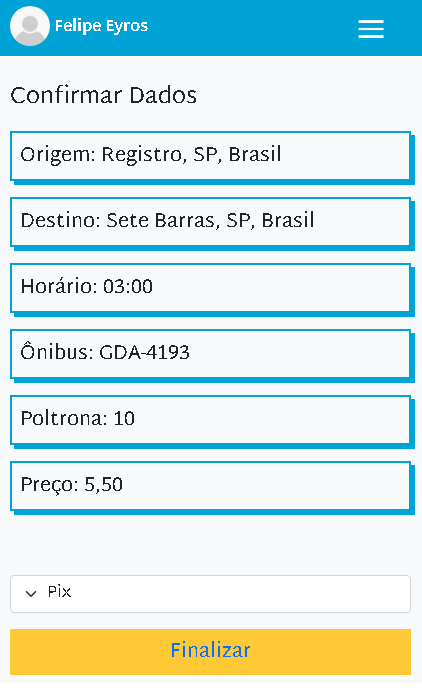 Felipe Eyros
Confirmar Dados
Origem: Registro, SP, Brasil
Destino: Sete Barras, SP, Brasil
Horário: 03:00
Ônibus: GDA-4193
Poltrona: 10
Preço: 5,50
Pix
Finalizar